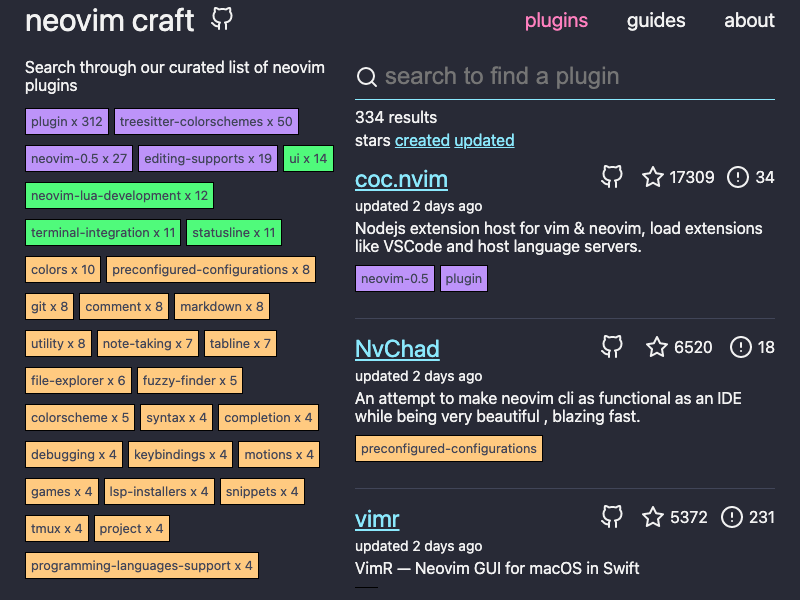 neovim craft
plugins guides about
Search through our curated list of neovim
plugins
plugin x 312 treesitter-colorschemes x 50
neovim-0.5 x 27 editing-supports x 19 ui x 14
neovim-lua-development x 12
terminal-integration x 11 statusline x 11
colors x 10 preconfigured-configurations x 8
git x 8 comment x 8 markdown x 8
utility x 8 note-taking x 7 tabline x 7
file-explorer x 6 fuzzy-finder x 5
colorscheme x 5 syntax x 4 completion x 4
debugging x 4 keybindings x 4 motions x 4
games x 4 lsp-installers x 4 snippets x 4
tmux x 4 project x 4
programming-languages-support x 4
search to find a plugin
334 results
stars created updated
coc.nvim 17309 34
updated 2 days ago
Nodejs extension host for vim & neovim, load extensions
like VSCode and host language servers.
neovim-0.5 plugin
NvChad 6520 18
updated 2 days ago
An attempt to make neovim cli as functional as an IDE
while being very beautiful , blazing fast.
preconfigured-configurations
vimr 5372 231
updated 2 days ago
VimR — Neovim GUI for macOS in Swift